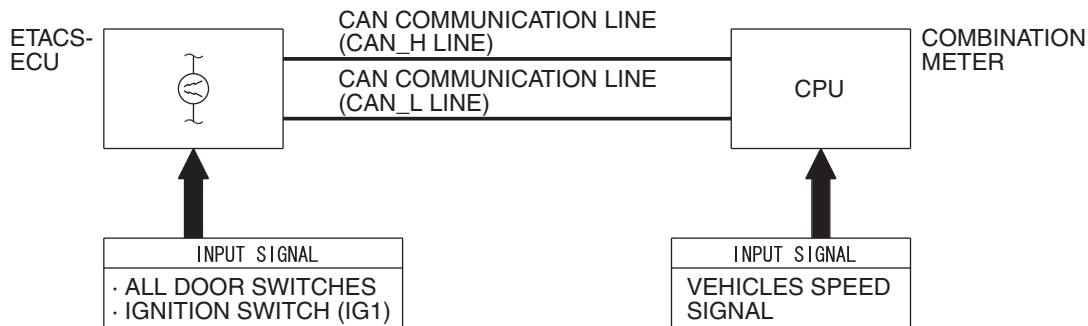 ETACS-
ECU
CAN COMMUNICATION LINE
(CAN_H LINE)
CAN COMMUNICATION LINE
(CAN_L LINE)
CPU
COMBINATION
METER
INPUT SIGNAL
· ALL DOOR SWITCHES
· IGNITION SWITCH (IG1)
INPUT SIGNAL
VEHICLES SPEED
SIGNAL